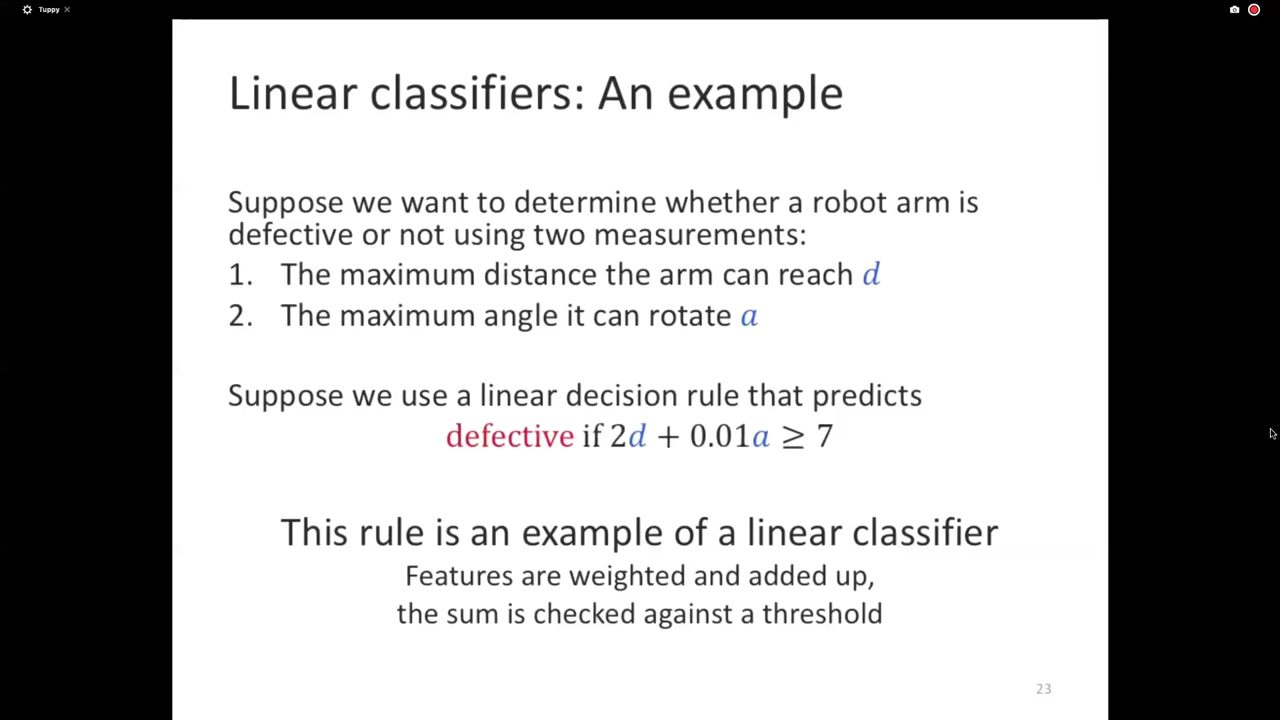 Tuppy
Linear classifiers: An example
Suppose we want to determine whether a robot arm is
defective or not using two measurements:
1. The maximum distance the arm can reach d
2. The maximum angle it can rotate a
Suppose we use a linear decision rule that predicts
defective if 2d + 0.01a ≥ 7
This rule is an example of a linear classifier
Features are weighted and added up,
the sum is checked against a threshold
23